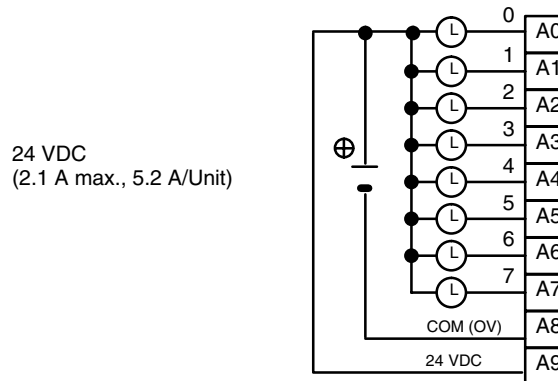 0 A0
L
1 A1
L
2 A2
L
3 A3
L
24 VDC
(2.1 A max., 5.2 A/Unit)
4 A4
L
5 A5
L
6 A6
L
7 A7
L
COM (OV) A8
24 VDC A9